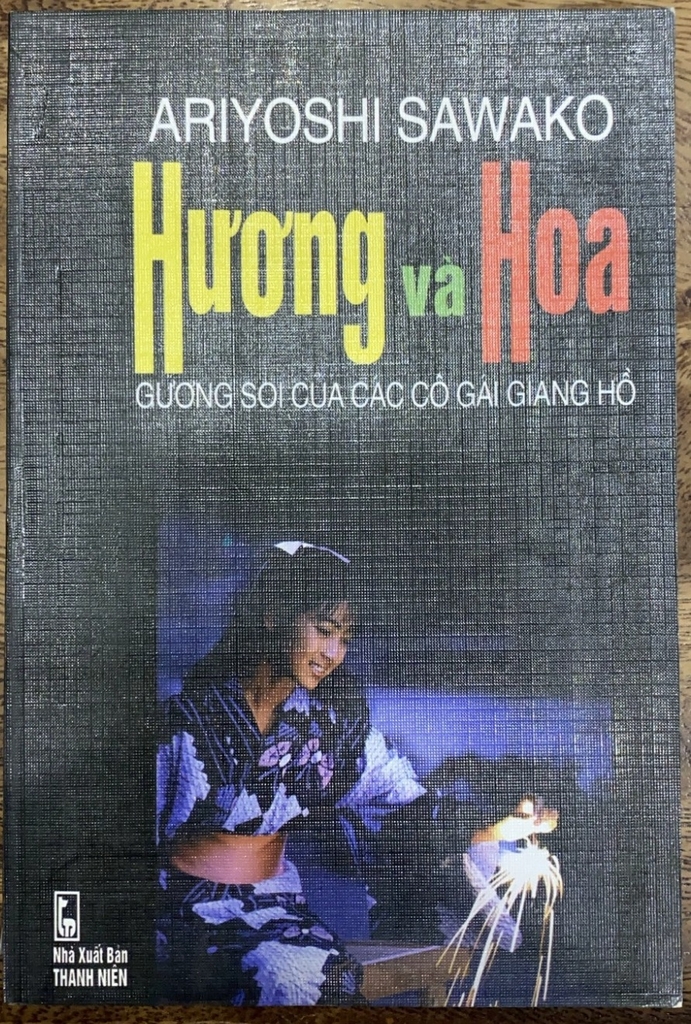 ARIYOSHI SAWAKO
Hương và Hoa
GƯƠNG SOI CỦA CÁC CÔ GÁI GIANG HỒ
Nhà Xuất Bản
THANH NIÊN